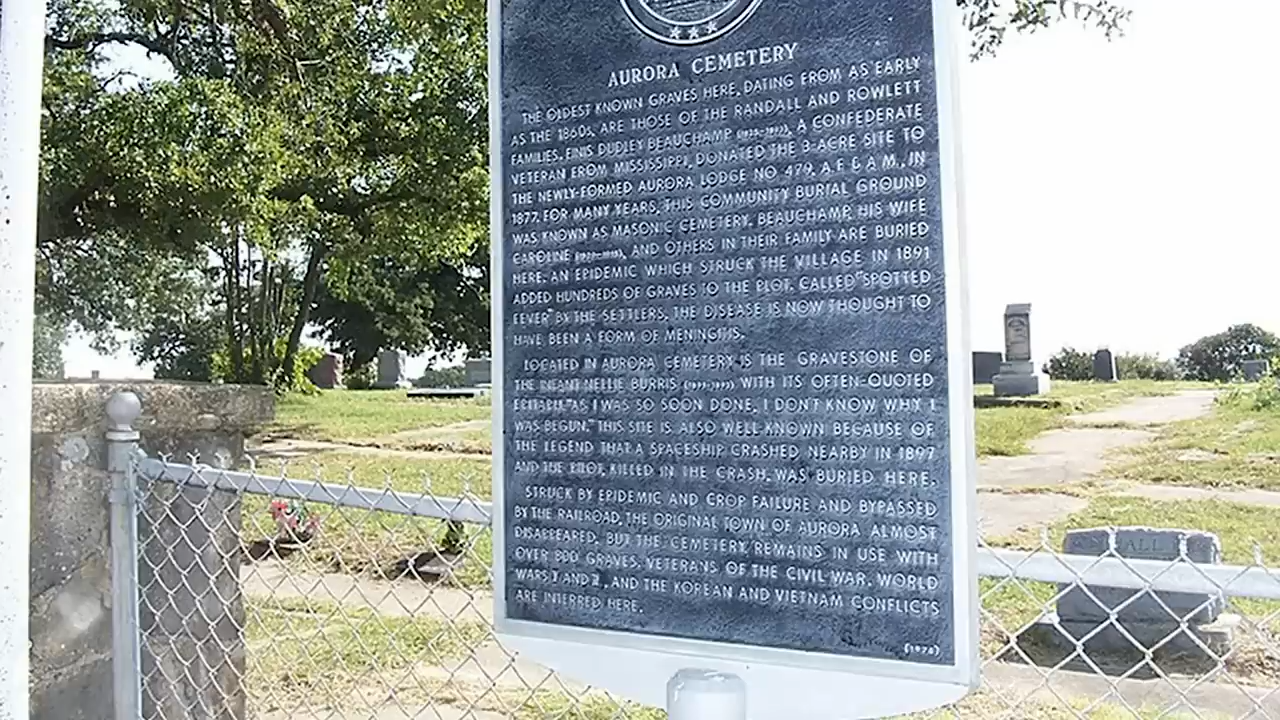 AURORA CEMETERY
THE OLDEST KNOWN GRAVES HERE, DATING FROM AS EARLY
AS THE 1860s, ARE THOSE OF THE RANDALL AND ROWLETT
FAMILIES. FINIS DUDLEY BEAUCHAMP A CONFEDERATE
VETERAN FROM MISSISSIPPI, DONATED THE 3-ACRE SITE TO
THE NEWLY-FORMED AURORA LODGE NO. 479, A.F. & A.M., IN
1877. FOR MANY YEARS, THIS COMMUNITY BURIAL GROUND
WAS KNOWN AS MASONIC CEMETERY. BEAUCHAMP, HIS WIFE
CAROLINE AND OTHERS IN THEIR FAMILY ARE BURIED
HERE. AN EPIDEMIC WHICH STRUCK THE VILLAGE IN 1891
ADDED HUNDREDS OF GRAVES TO THE PLOT. CALLED "SPOTTED
FEVER" BY THE SETTLERS, THE DISEASE IS NOW THOUGHT TO
HAVE BEEN A FORM OF MENINGITIS.
LOCATED IN AURORA CEMETERY IS THE GRAVESTONE OF
THE INFANT NELLIE BURRIS WITH ITS OFTEN-QUOTED
EPITAPH: "AS I WAS SO SOON DONE, I DON'T KNOW WHY I
WAS BEGUN." THIS SITE IS ALSO WELL-KNOWN BECAUSE OF
THE LEGEND THAT A SPACESHIP CRASHED NEARBY IN 1897
AND THE PILOT, KILLED IN THE CRASH, WAS BURIED HERE.
STRUCK BY EPIDEMIC AND CROP FAILURE AND BYPASSED
BY THE RAILROAD, THE ORIGINAL TOWN OF AURORA ALMOST
DISAPPEARED, BUT THE CEMETERY REMAINS IN USE WITH
OVER 800 GRAVES. VETERANS OF THE CIVIL WAR, WORLD
WARS I AND II, AND THE KOREAN AND VIETNAM CONFLICTS
ARE INTERRED HERE.
(1976)